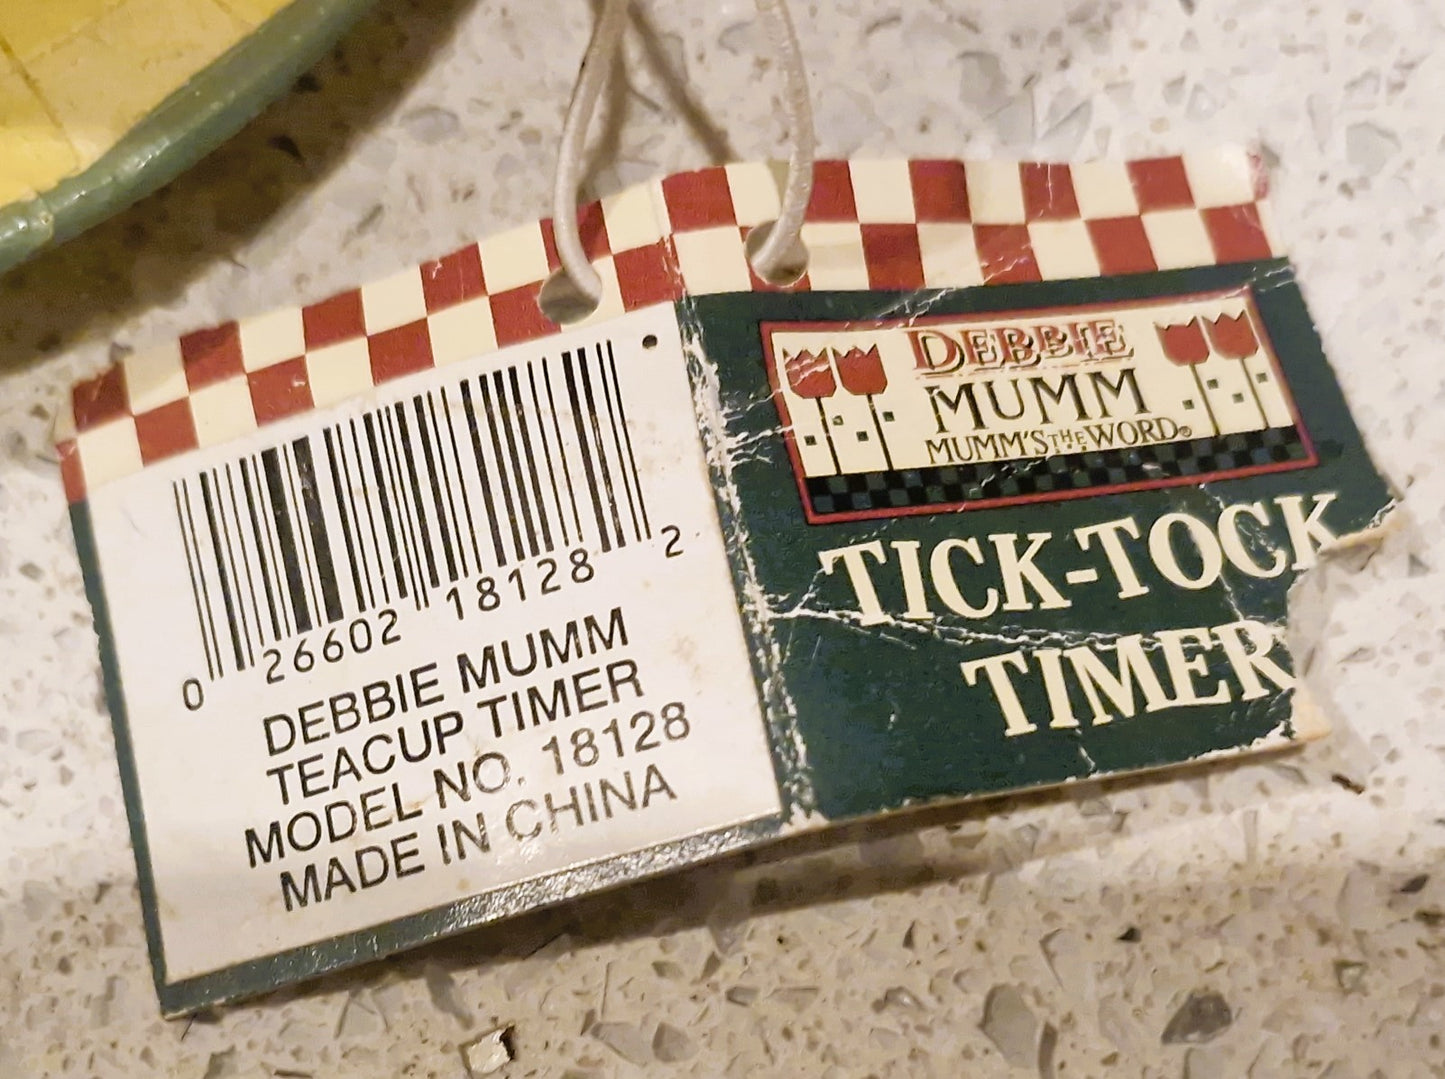 0 26602 18128 2
DEBBIE MUMM
TEACUP TIMER
MODEL NO. 18128
MADE IN CHINA
DEBBIE
MUMM
MUMM'S THE WORD®
TICK-TOCK
TIMER